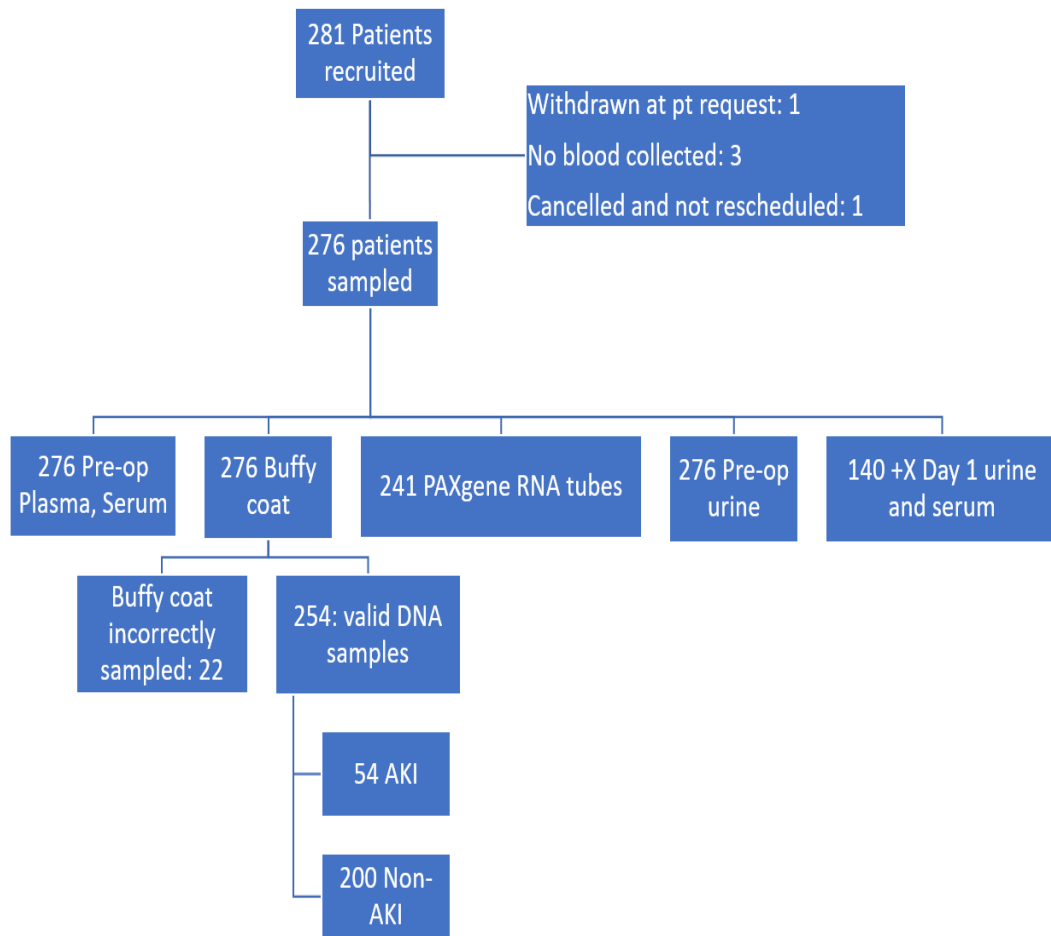 281 Patients
recruited
Withdrawn at pt request: 1
No blood collected: 3
Cancelled and not rescheduled: 1
276 patients
sampled
276 Pre-op
Plasma, Serum
276 Buffy
coat
241 PAXgene RNA tubes
276 Pre-op
urine
140 +X Day 1 urine
and serum
Buffy coat
incorrectly
sampled: 22
254: valid DNA
samples
54 AKI
200 Non-
AKI